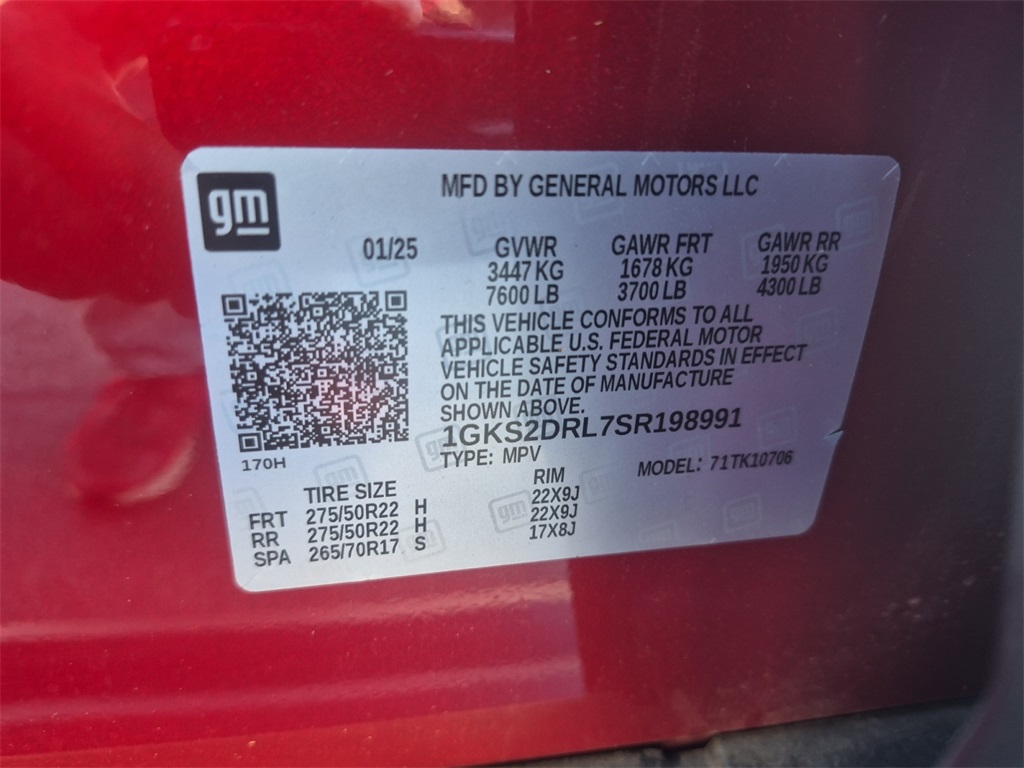 gm
MFD BY GENERAL MOTORS LLC
01/25 GVWR GAWR FRT GAWR RR
3447 KG 1678 KG 1950 KG
7600 LB 3700 LB 4300 LB
THIS VEHICLE CONFORMS TO ALL
APPLICABLE U.S. FEDERAL MOTOR
VEHICLE SAFETY STANDARDS IN EFFECT
ON THE DATE OF MANUFACTURE
SHOWN ABOVE.
1GKS2DRL7SR198991
170H
TYPE: MPV MODEL: 71TK10706
TIRE SIZE RIM
FRT 275/50R22 H 22X9J
RR 275/50R22 H 22X9J
SPA 265/70R17 S 17X8J